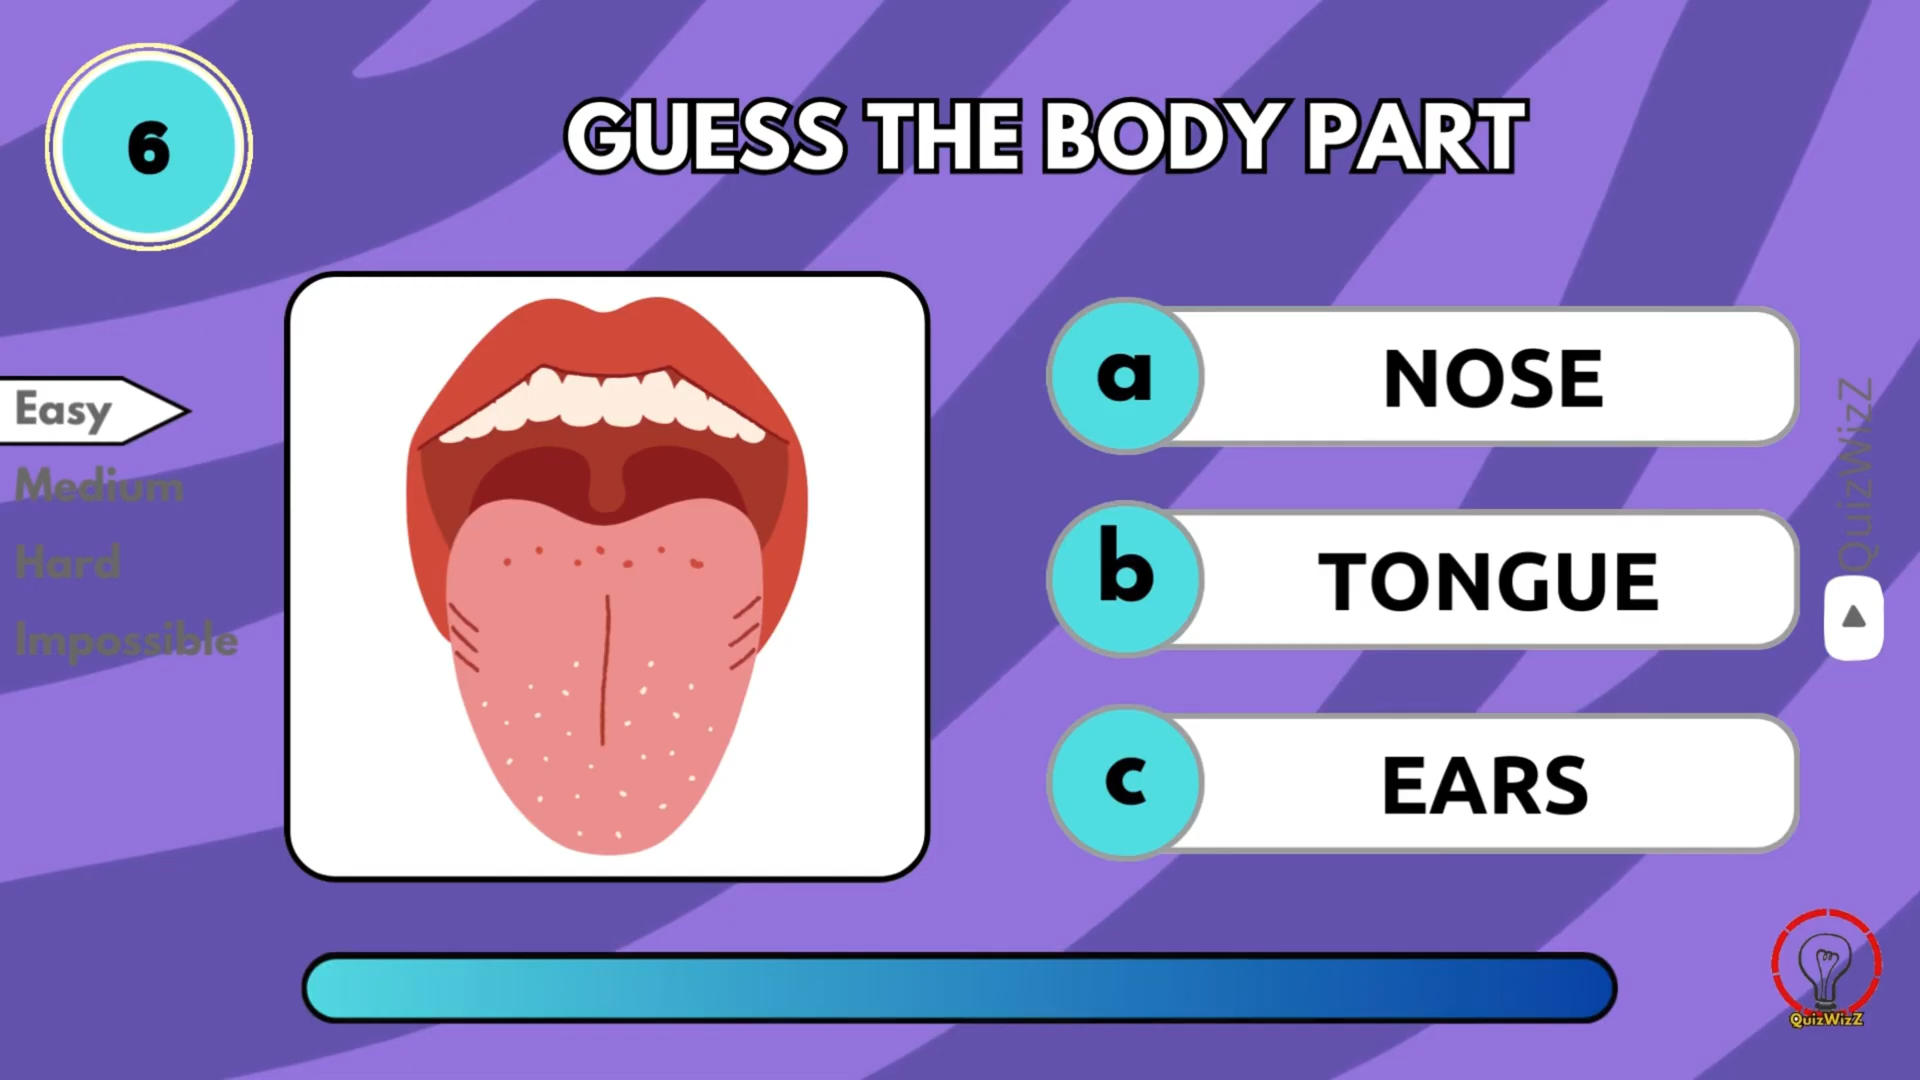 6
GUESS THE BODY PART
Easy
Medium
Hard
Impossible
a NOSE
b TONGUE
c EARS
QuizWizZ
QuizWizZ